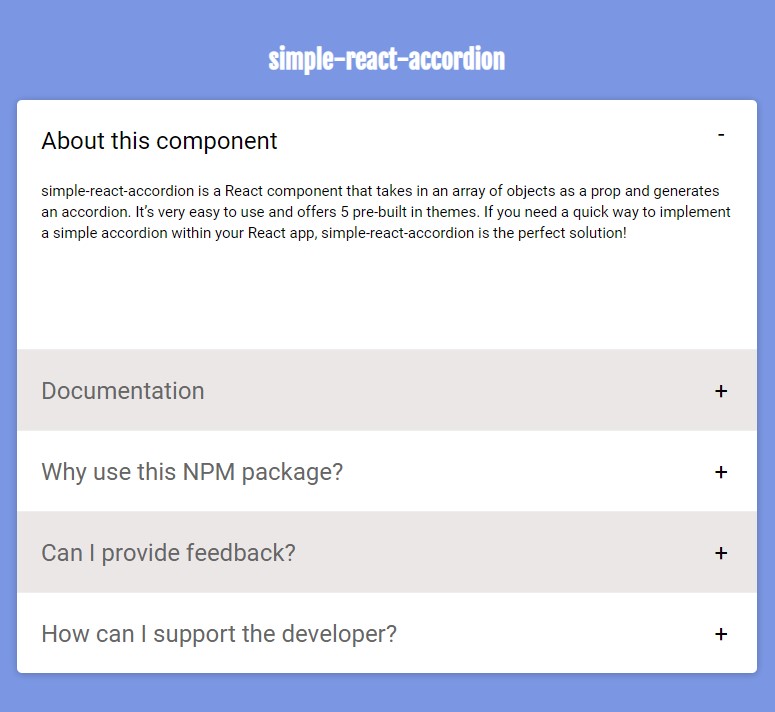 simple-react-accordion
About this component
-
simple-react-accordion is a React component that takes in an array of objects as a prop and generates
an accordion. It’s very easy to use and offers 5 pre-built in themes. If you need a quick way to implement
a simple accordion within your React app, simple-react-accordion is the perfect solution!
Documentation +
Why use this NPM package? +
Can I provide feedback? +
How can I support the developer? +